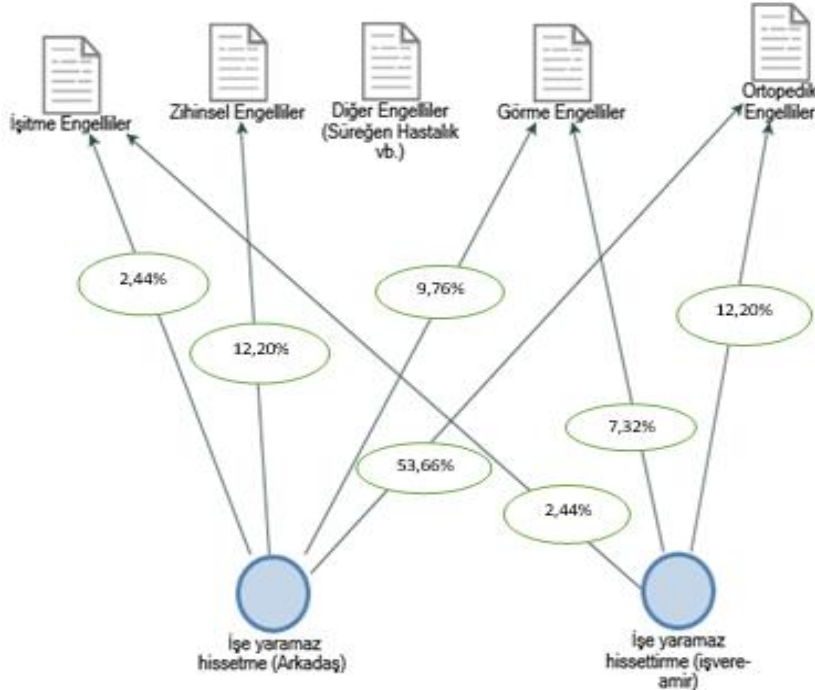 İşitme Engelliler
Zihinsel Engelliler
Diğer Engelliler
(Süreğen Hastalık
vb.)
Görme Engelliler
Ortopedik
Engelliler
2,44%
12,20%
9,76%
53,66%
2,44%
7,32%
12,20%
İşe yaramaz
hissetme (Arkadaş)
İşe yaramaz
hissettirme (işvere-
amir)